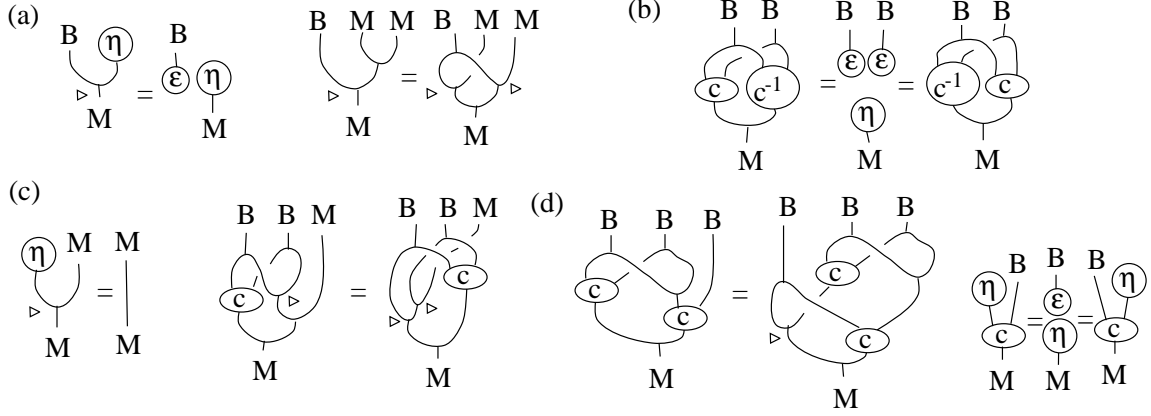 (a)
B η B
ε η
▷ M = M
B M M B M M
▷ = ▷ ▷
M M
(b)
B B B B B B
ε ε
c c⁻¹ = = c⁻¹ c
η
M M M
(c)
η M M
▷ =
M M
B B M B B M
c ▷ = c
▷ ▷
M M
(d)
B B B B B B
c c
c = c
▷
M M
η B B B η
ε
c = η = c
M M M